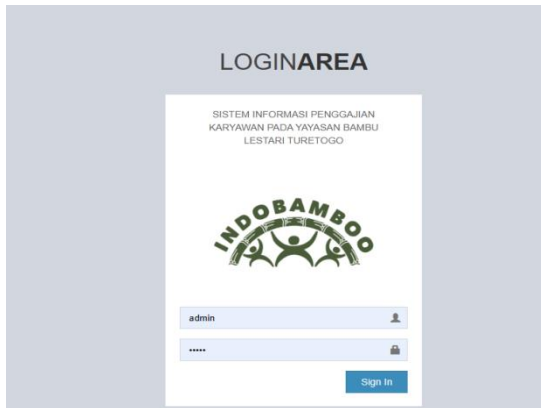 LOGINAREA
SISTEM INFORMASI PENGGAJIAN
KARYAWAN PADA YAYASAN BAMBU
LESTARI TURETOGO
INDOBAMBOO
admin
•••••
Sign In